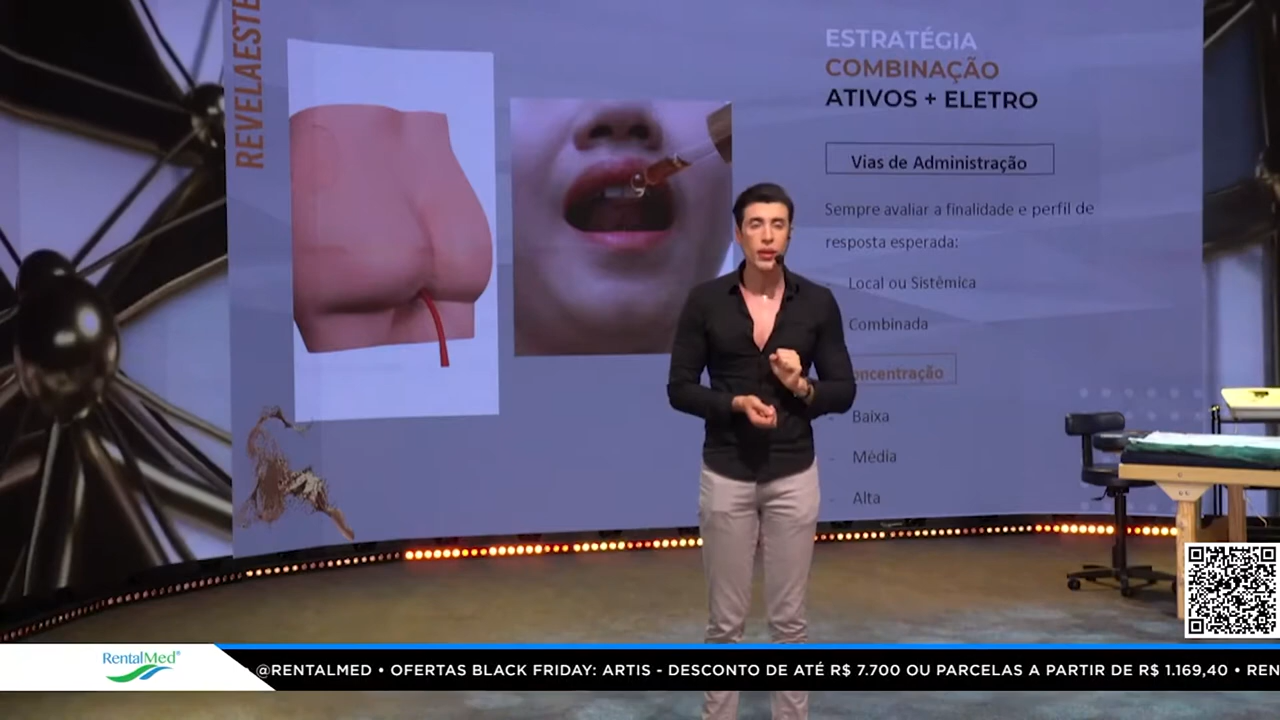 REVELAESTE
ESTRATÉGIA
COMBINAÇÃO
ATIVOS + ELETRO
Vias de Administração
Sempre avaliar a finalidade e perfil de
resposta esperada:
Local ou Sistêmica
Combinada
oncentração
- Baixa
- Média
- Alta
RentalMed®
@RENTALMED • OFERTAS BLACK FRIDAY: ARTIS - DESCONTO DE ATÉ R$ 7.700 OU PARCELAS A PARTIR DE R$ 1.169,40 • REN